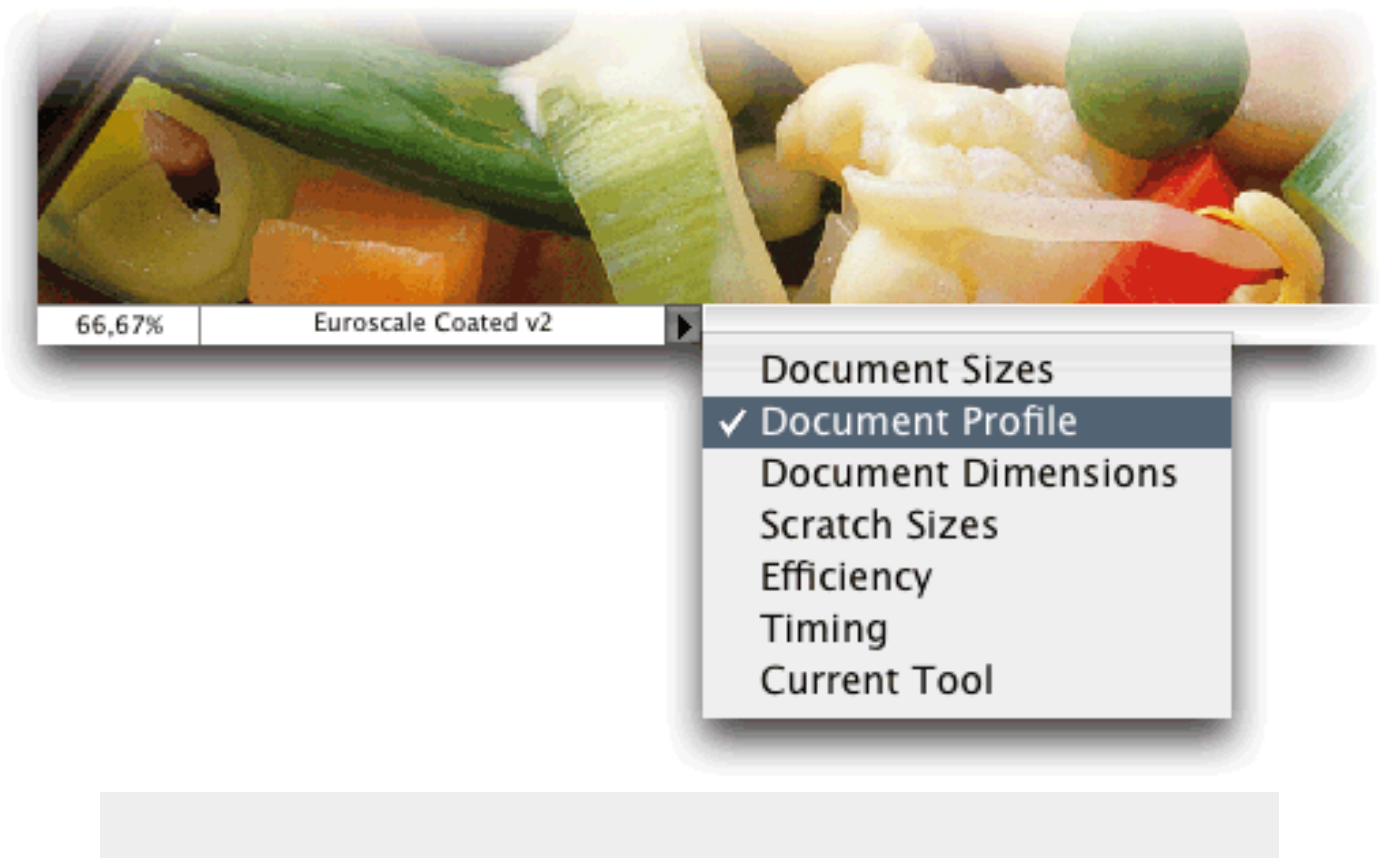 66,67%
Euroscale Coated v2
Document Sizes
✓ Document Profile
Document Dimensions
Scratch Sizes
Efficiency
Timing
Current Tool